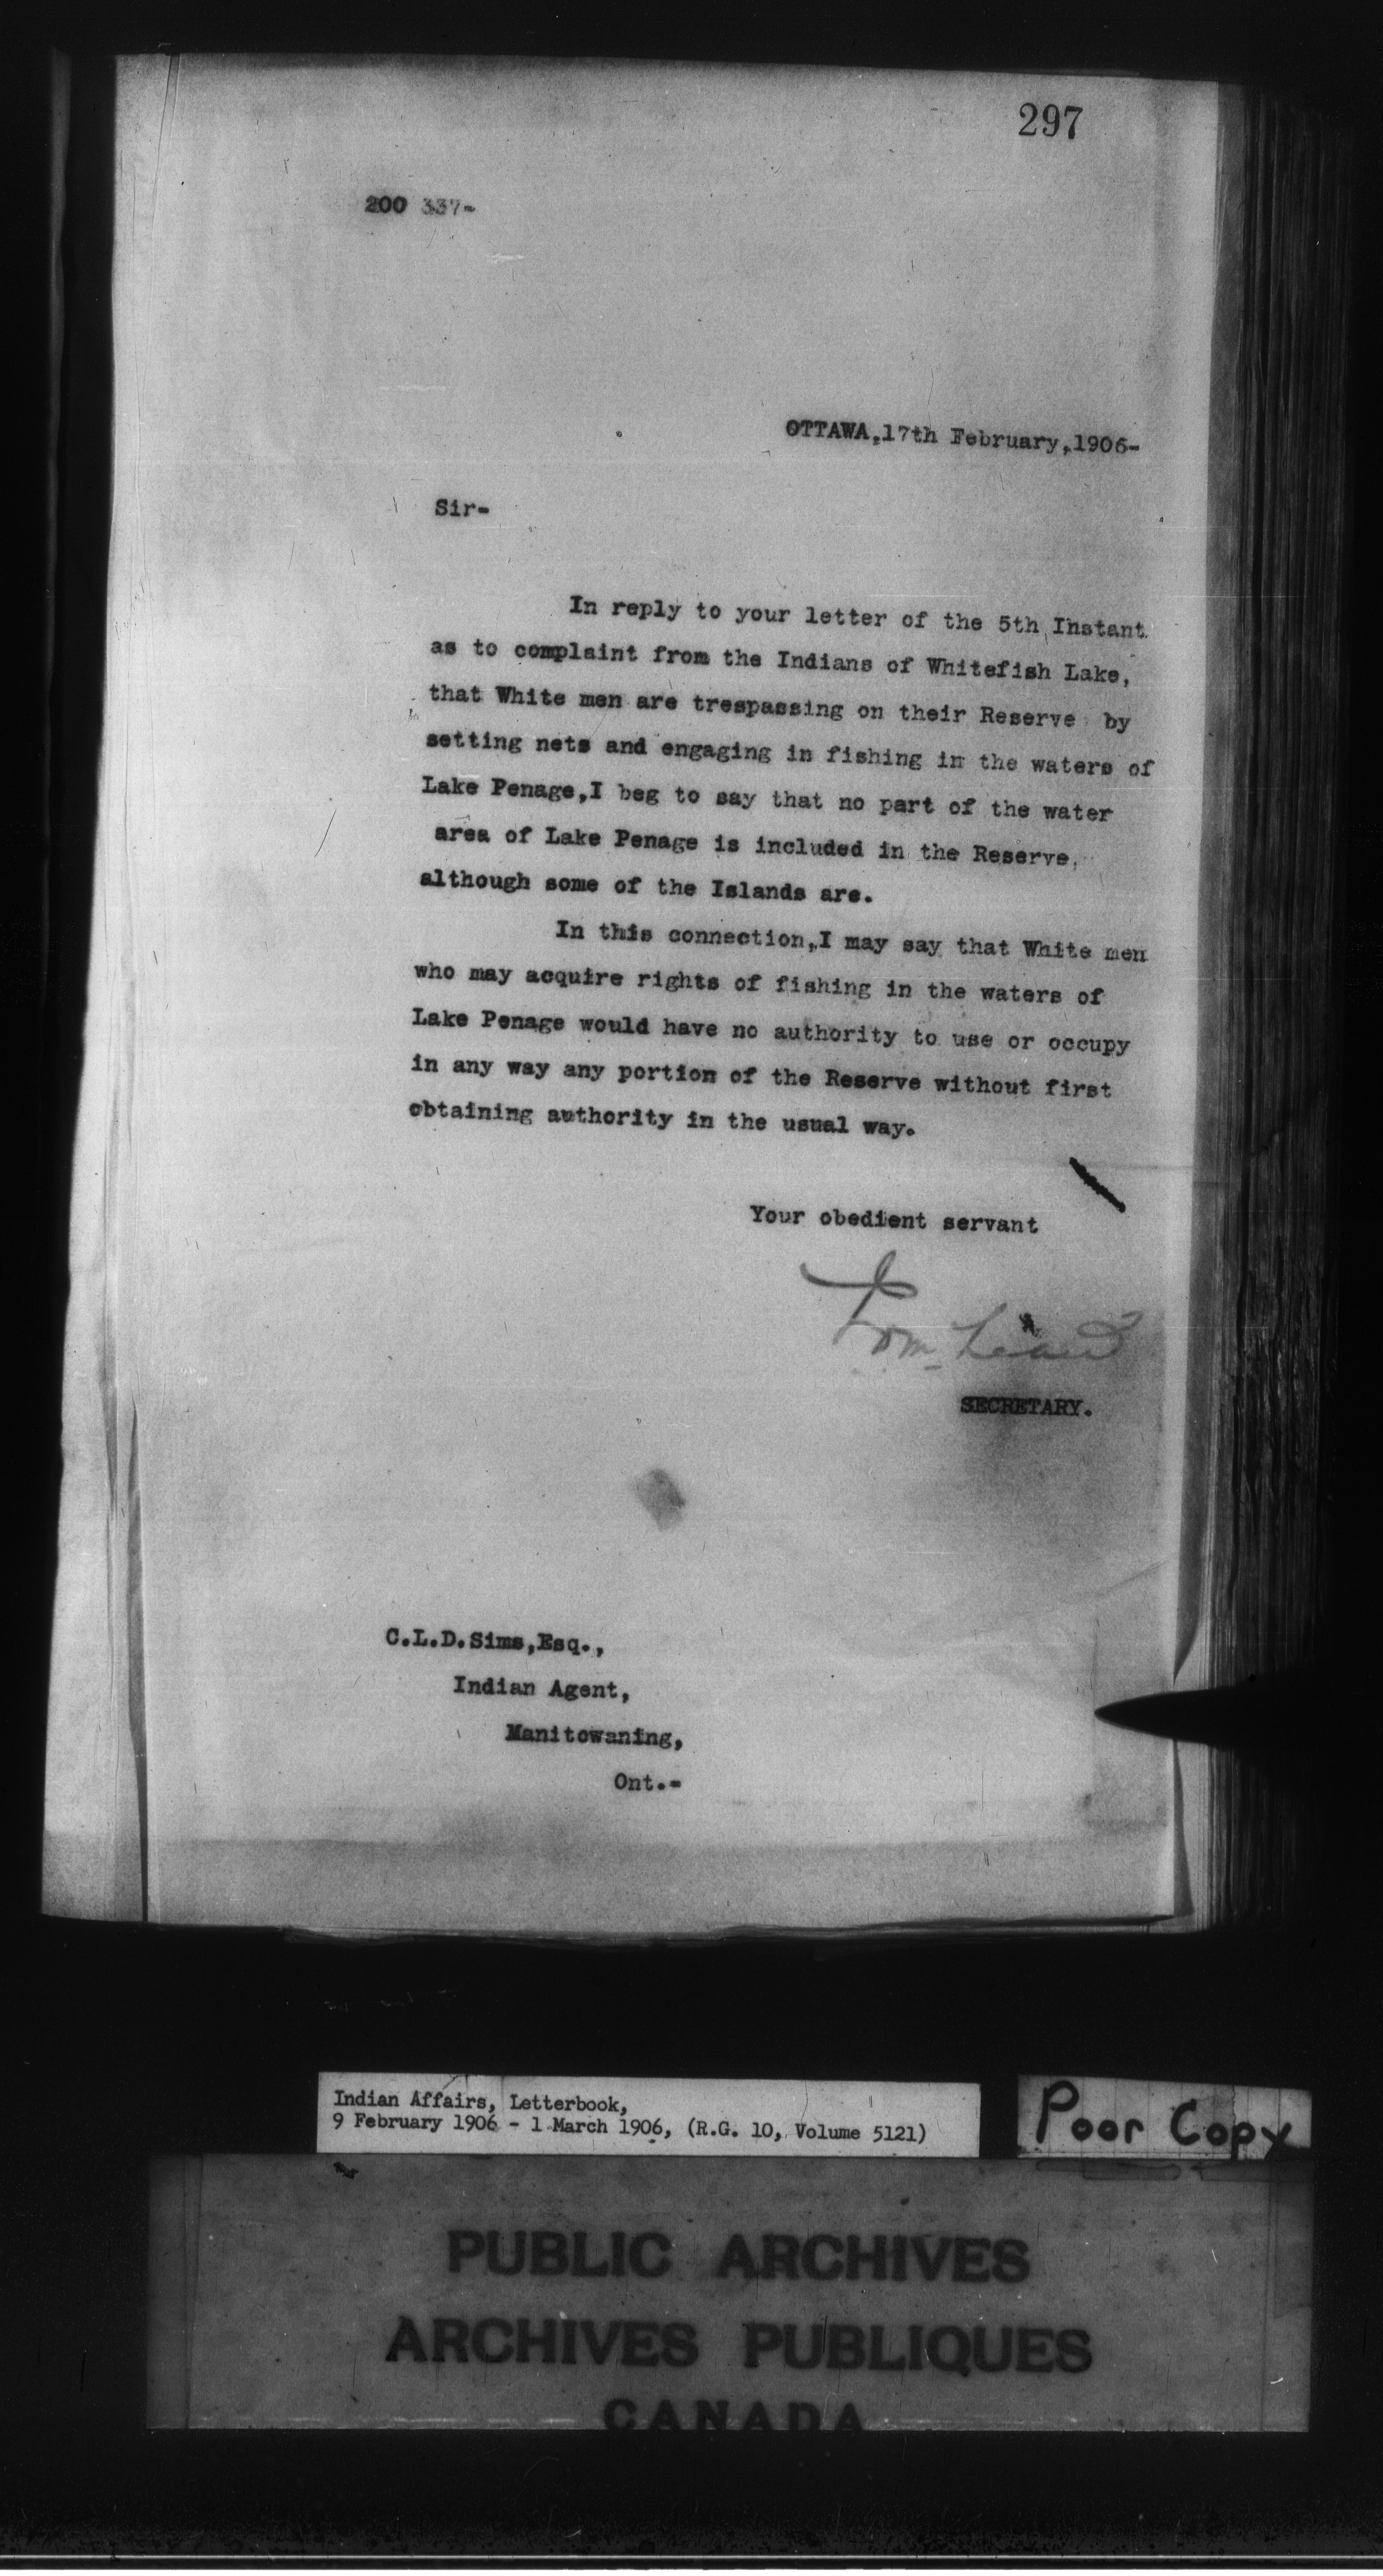 297
200 337-
OTTAWA,17th February,1906-
Sir-
In reply to your letter of the 5th Instant
as to complaint from the Indians of Whitefish Lake,
that White men are trespassing on their Reserve by
setting nets and engaging in fishing in the waters of
Lake Penage,I beg to say that no part of the water
area of Lake Penage is included in the Reserve,
although some of the Islands are.
In this connection,I may say that White men
who may acquire rights of fishing in the waters of
Lake Penage would have no authority to use or occupy
in any way any portion of the Reserve without first
obtaining authority in the usual way.
Your obedient servant
SECRETARY.
C.L.D.Sims,Esq.,
Indian Agent,
Manitowaning,
Ont.-
Indian Affairs, Letterbook,
9 February 1906 - 1 March 1906, (R.G. 10, Volume 5121)
Poor Copy
PUBLIC ARCHIVES
ARCHIVES PUBLIQUES
CANADA